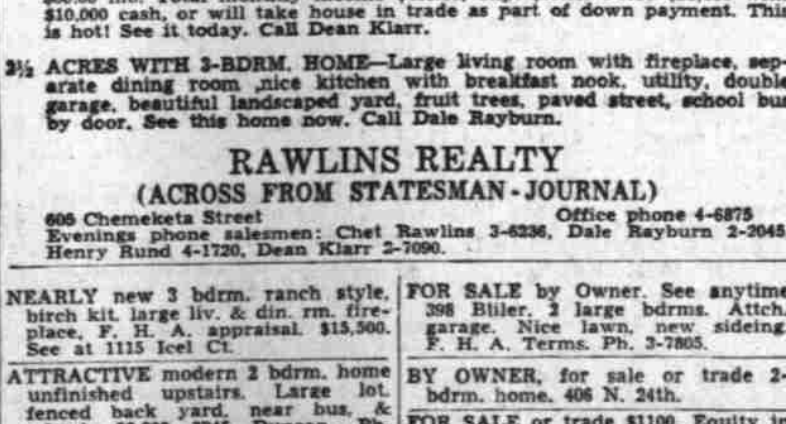 $10,000 cash, or will take house in trade as part of down payment. This
is hot! See it today. Call Dean Klarr.
3½ ACRES WITH 3-BDRM. HOME—Large living room with fireplace, sep-
arate dining room ,nice kitchen with breakfast nook, utility, double
garage, beautiful landscaped yard, fruit trees, paved street, school bus
by door. See this home now. Call Dale Rayburn.
RAWLINS REALTY
(ACROSS FROM STATESMAN-JOURNAL)
605 Chemeketa Street Office phone 4-6875
Evenings phone salesmen: Chet Rawlins 3-6236, Dale Rayburn 2-2045
Henry Rund 4-1720, Dean Klarr 2-7090.
NEARLY new 3 bdrm. ranch style,
birch kit. large liv. & din. rm. fire-
place, F. H. A. appraisal. $15,500.
See at 1115 Icel Ct.
ATTRACTIVE modern 2 bdrm. home
unfinished upstairs. Large lot.
fenced back yard, near bus, &
FOR SALE by Owner. See anytime
398 Btiler. 2 large bdrms. Attch.
garage. Nice lawn, new sideing
F. H. A. Terms. Ph. 3-7805.
BY OWNER, for sale or trade 2-
bdrm. home. 406 N. 24th.
FOR SALE or trade $1100. Equity in